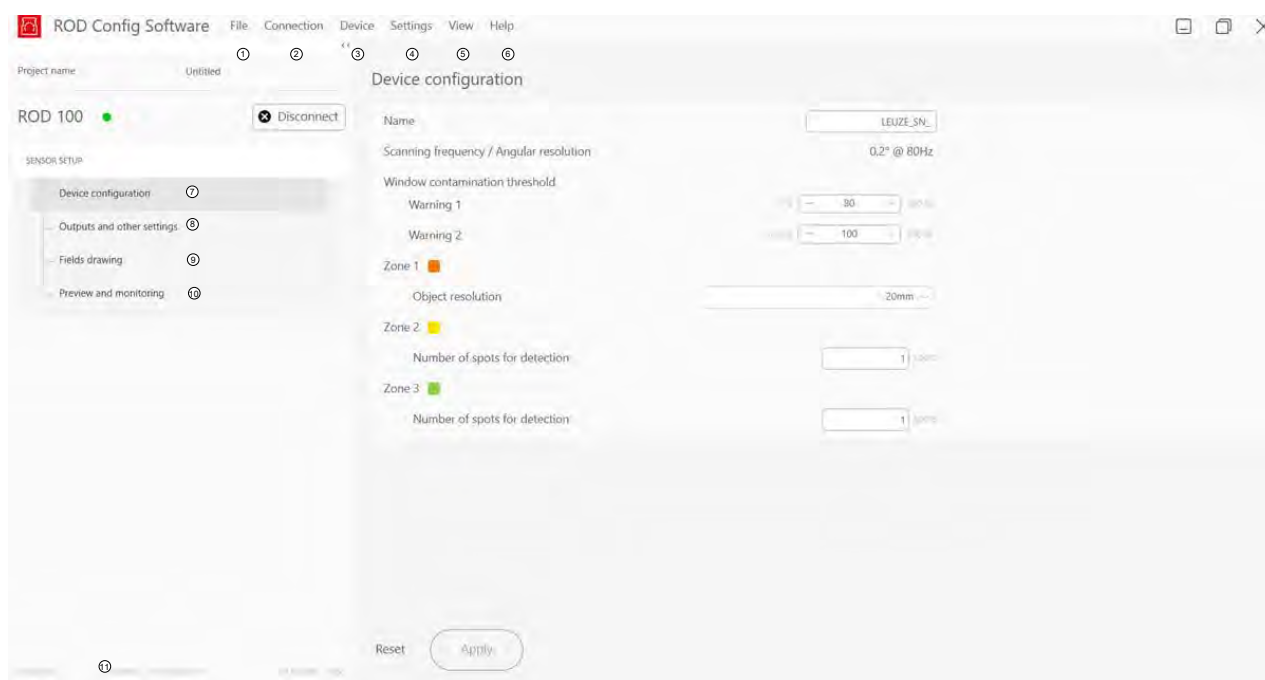 ROD Config Software File Connection Device Settings View Help
‹‹
① ② ③ ④ ⑤ ⑥
Project name Untitled
ROD 100 Disconnect
SENSOR SETUP
Device configuration ⑦
Outputs and other settings ⑧
Fields drawing ⑨
Preview and monitoring ⑩
⑪
Device configuration
Name LEUZE_SN_
Scanning frequency / Angular resolution 0,2° @ 80Hz
Window contamination threshold
Warning 1 80
Warning 2 100
Zone 1
Object resolution 20mm
Zone 2
Number of spots for detection 1
Zone 3
Number of spots for detection 1
Reset Apply